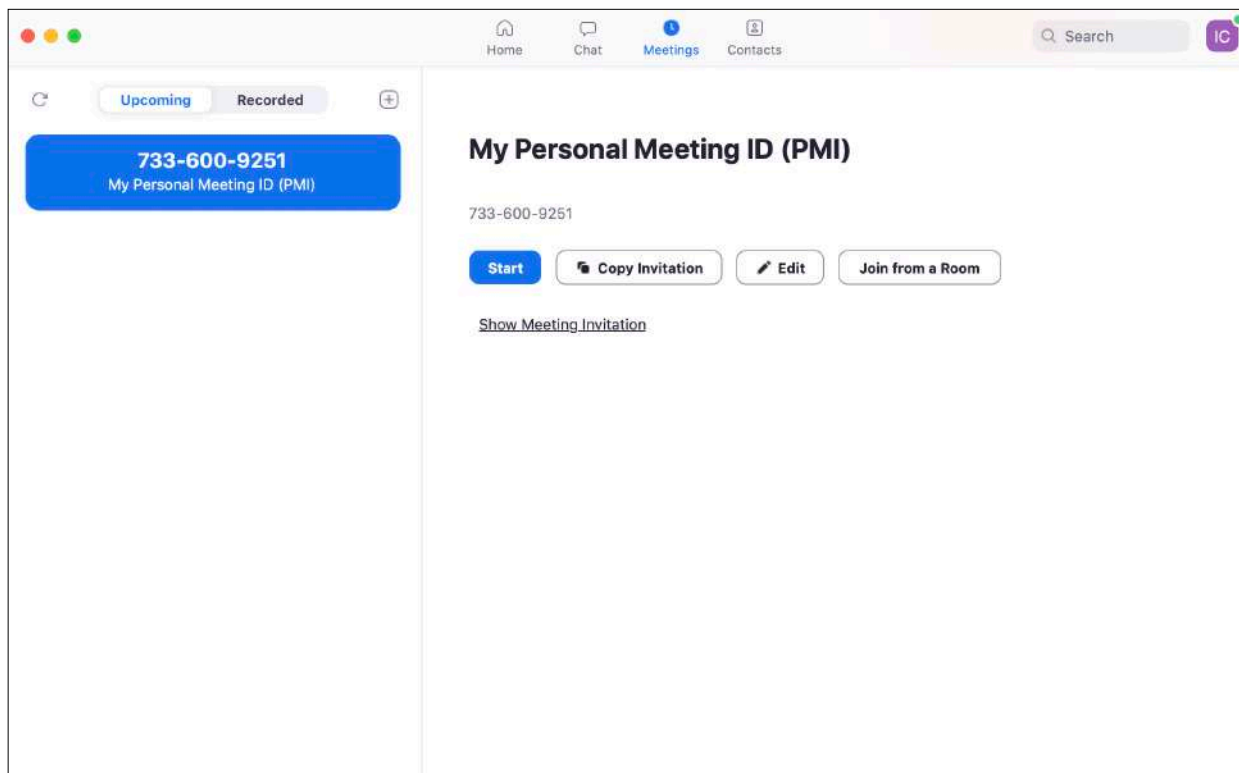 Home
Chat
Meetings
Contacts
Search
IC
Upcoming
Recorded
733-600-9251
My Personal Meeting ID (PMI)
My Personal Meeting ID (PMI)
733-600-9251
Start
Copy Invitation
Edit
Join from a Room
Show Meeting Invitation